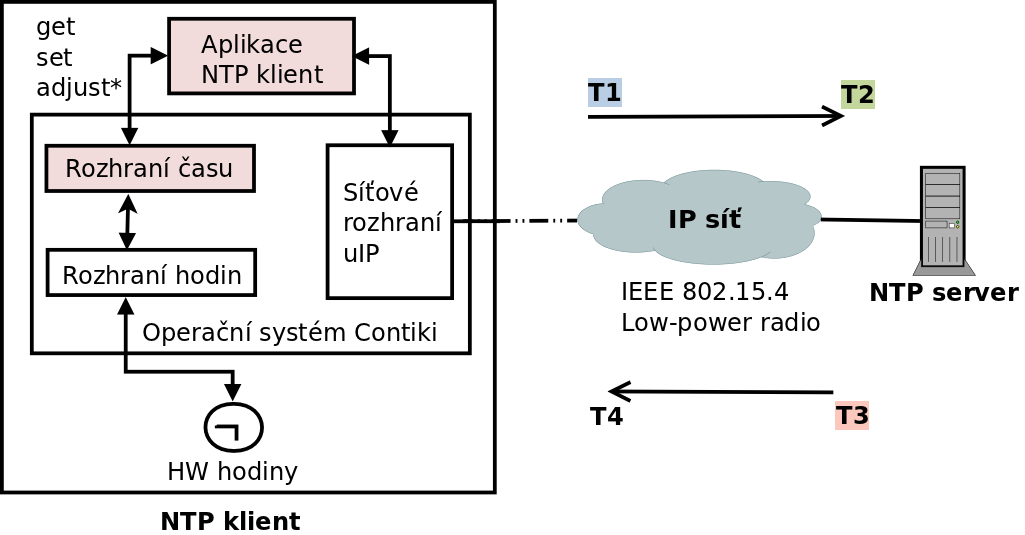 get
set
adjust*
Aplikace
NTP klient
Rozhraní času
Síťové
rozhraní
uIP
Rozhraní hodin
Operační systém Contiki
HW hodiny
NTP klient
T1
T2
IP síť
IEEE 802.15.4
Low-power radio
NTP server
T4
T3